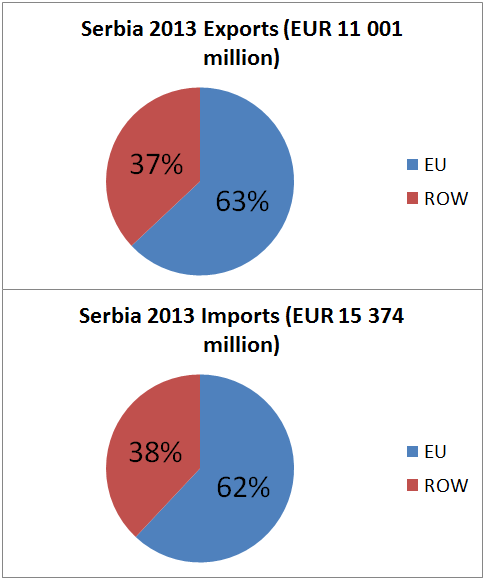 Serbia 2013 Exports (EUR 11 001
million)
37%
63%
EU
ROW
Serbia 2013 Imports (EUR 15 374
million)
38%
62%
EU
ROW